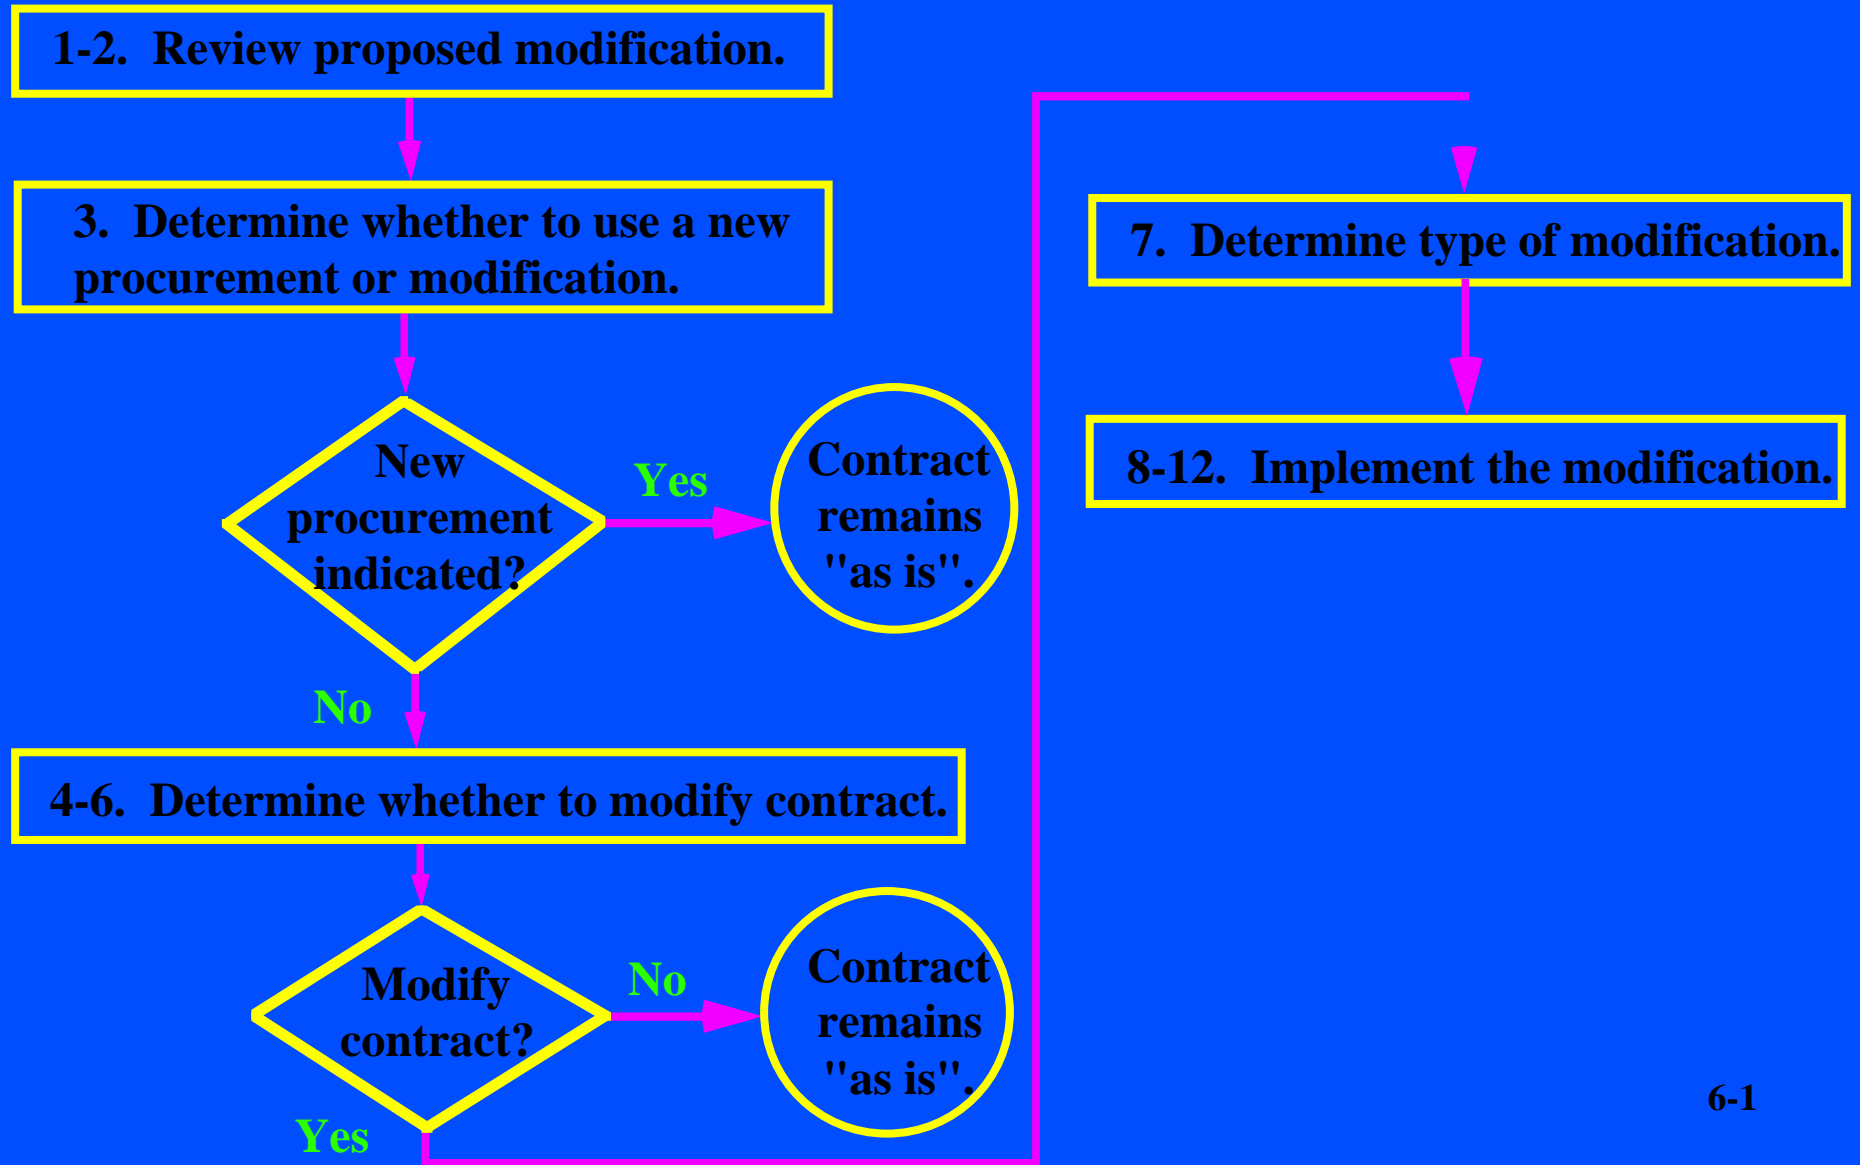 1-2.  Review proposed modification.
3.  Determine whether to use a new
procurement or modification.
New
procurement
indicated?
Yes
Contract
remains
"as is".
No
4-6.  Determine whether to modify contract.
Modify
contract?
No
Contract
remains
"as is".
Yes
7.  Determine type of modification.
8-12.  Implement the modification.
6-1